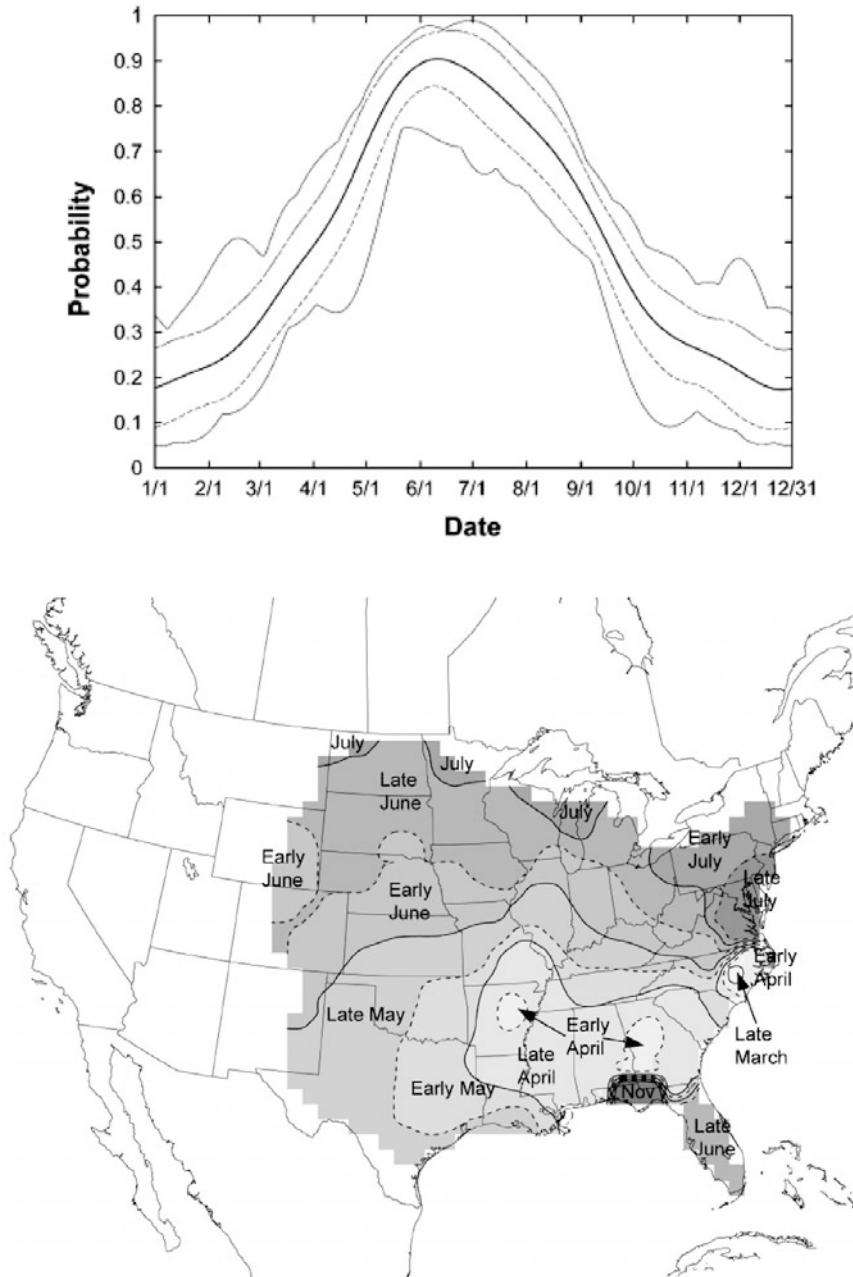 1
0.9
0.8
0.7
0.6
0.5
0.4
0.3
0.2
0.1
0
Probability
1/1 2/1 3/1 4/1 5/1 6/1 7/1 8/1 9/1 10/1 11/1 12/1 12/31
Date
July
July
Late
June
July
Early
July
Early
June
Late
July
Early
June
Early
April
Late May
Early
April
Late
March
Late
April
Early May
Nov
Late
June